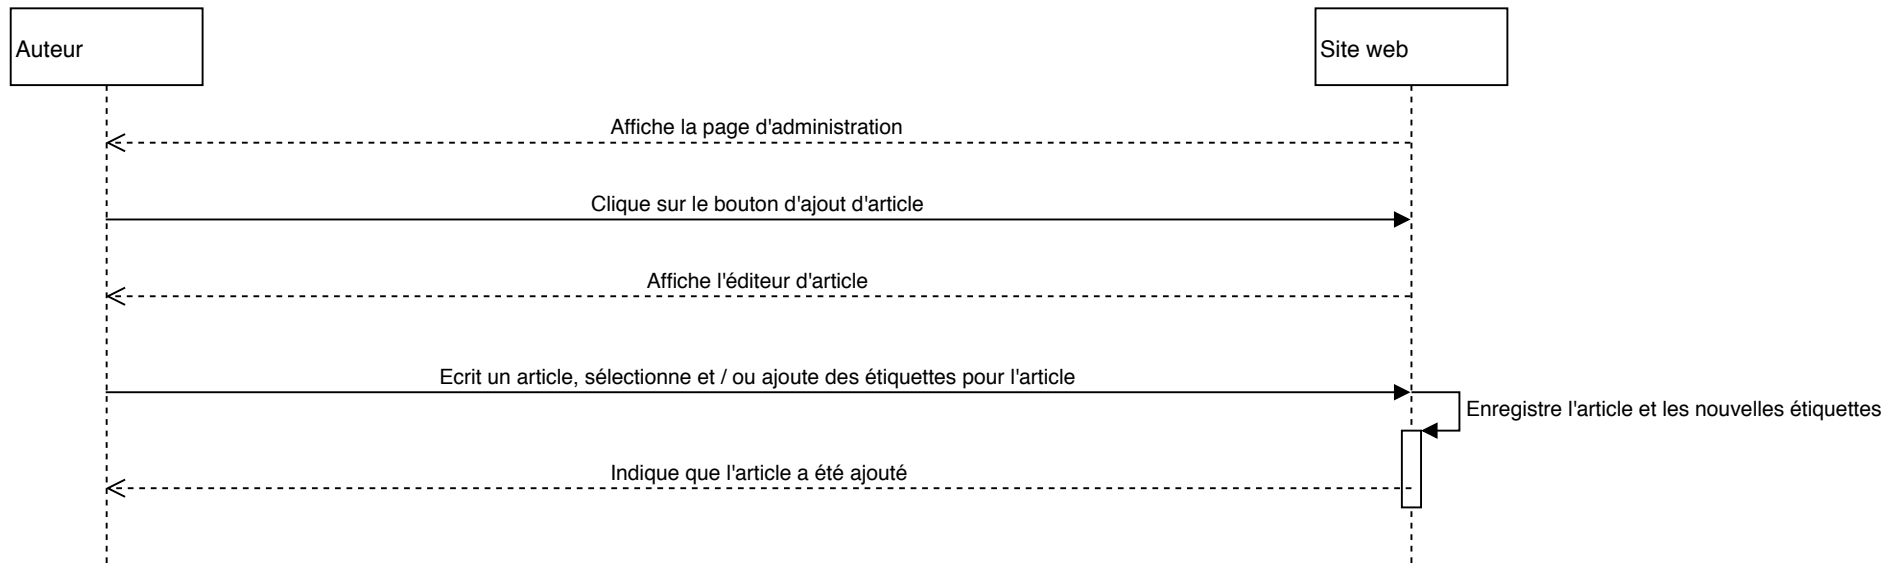 Auteur
Site web
Affiche la page d'administration
Clique sur le bouton d'ajout d'article
Affiche l'éditeur d'article
Ecrit un article, sélectionne et / ou ajoute des étiquettes pour l'article
Enregistre l'article et les nouvelles étiquettes
Indique que l'article a été ajouté